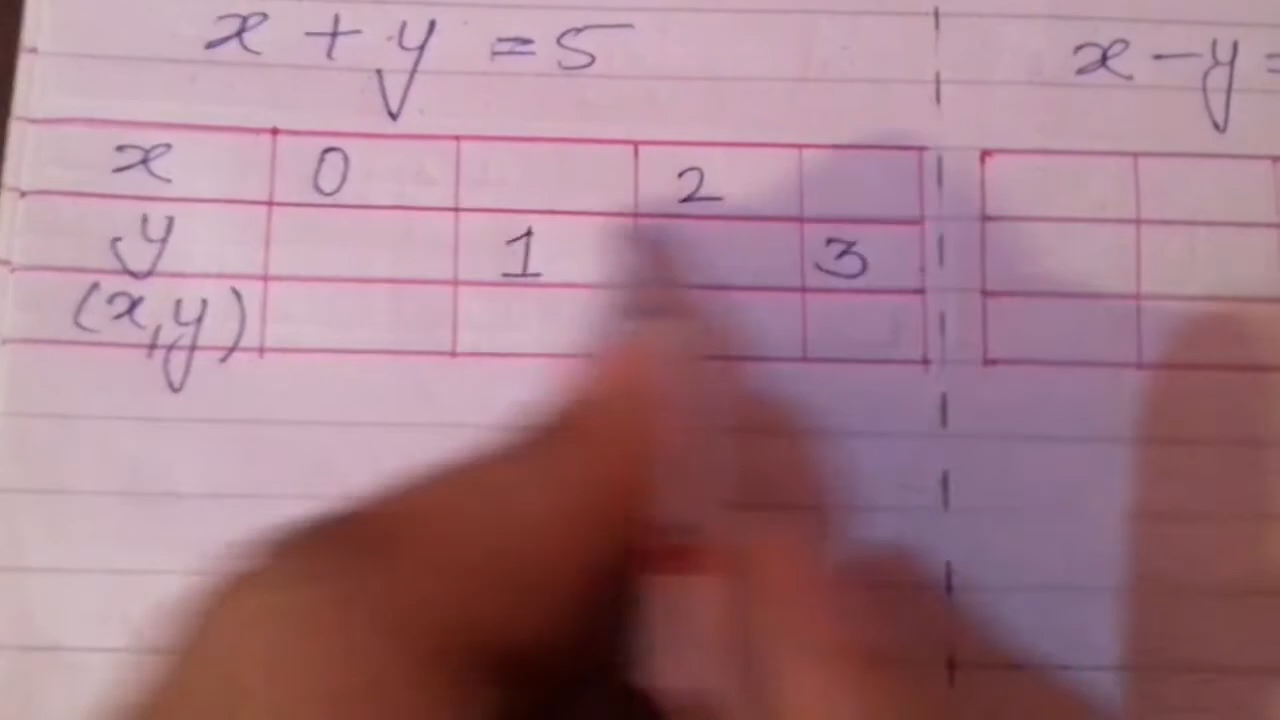 x + y = 5
x - y =
x 0 2
y 1 3
(x,y)